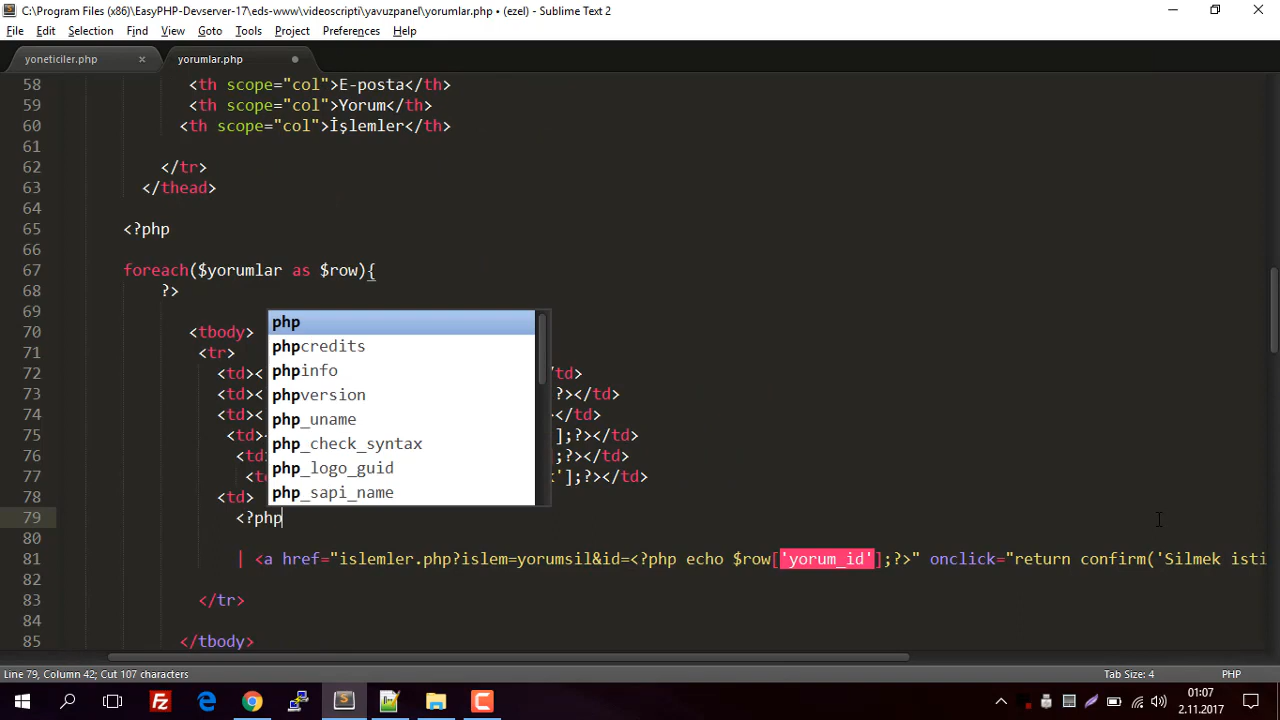 C:\Program Files (x86)\EasyPHP-Devserver-17\eds-www\videoscripti\yavuzpanel\yorumlar.php • (ezel) - Sublime Text 2
File Edit Selection Find View Goto Tools Project Preferences Help
yoneticiler.php × yorumlar.php
58 <th scope="col">E-posta</th>
59 <th scope="col">Yorum</th>
60 <th scope="col">İşlemler</th>
61
62 </tr>
63 </thead>
64
65 <?php
66
67 foreach($yorumlar as $row){
68 ?>
69
php
70 <tbody>
phpcredits
71 <tr>
phpinfo
72 <td>< /td>
73 <td>< ?></td>
phpversion
74 <td>< ></td>
php_uname
75 <td> ];?></td>
php_check_syntax
76 <td ;?></td>
php_logo_guid
77 <t '];?></td>
78 <td>
php_sapi_name
79 <?php
80
81 | <a href="islemler.php?islem=yorumsil&id=<?php echo $row['yorum_id'];?>" onclick="return confirm('Silmek isti
82
83 </tr>
84
85 </tbody>
Line 79, Column 42; Cut 107 characters Tab Size: 4 PHP
01:07
2.11.2017